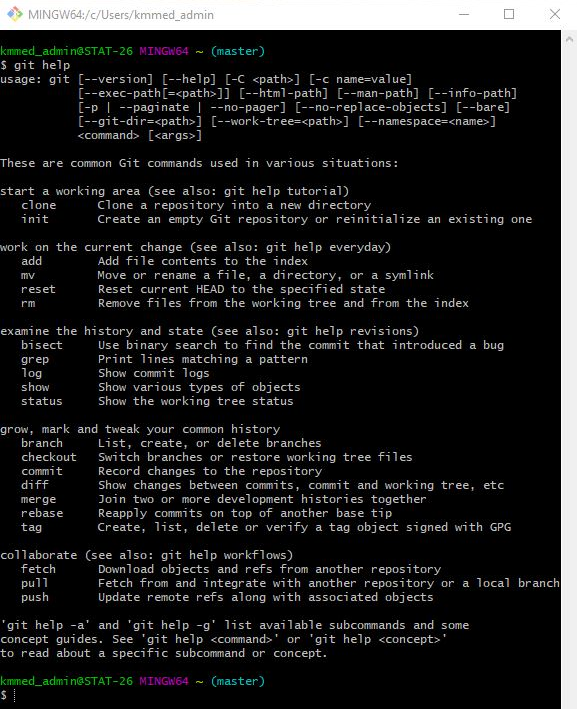 MINGW64:/c/Users/kmmed_admin
kmmed_admin@STAT-26 MINGW64 ~ (master)
$ git help
usage: git [--version] [--help] [-C <path>] [-c name=value]
           [--exec-path[=<path>]] [--html-path] [--man-path] [--info-path]
           [-p | --paginate | --no-pager] [--no-replace-objects] [--bare]
           [--git-dir=<path>] [--work-tree=<path>] [--namespace=<name>]
           <command> [<args>]
These are common Git commands used in various situations:
start a working area (see also: git help tutorial)
   clone      Clone a repository into a new directory
   init       Create an empty Git repository or reinitialize an existing one
work on the current change (see also: git help everyday)
   add        Add file contents to the index
   mv         Move or rename a file, a directory, or a symlink
   reset      Reset current HEAD to the specified state
   rm         Remove files from the working tree and from the index
examine the history and state (see also: git help revisions)
   bisect     Use binary search to find the commit that introduced a bug
   grep       Print lines matching a pattern
   log        Show commit logs
   show       Show various types of objects
   status     Show the working tree status
grow, mark and tweak your common history
   branch     List, create, or delete branches
   checkout   Switch branches or restore working tree files
   commit     Record changes to the repository
   diff       Show changes between commits, commit and working tree, etc
   merge      Join two or more development histories together
   rebase     Reapply commits on top of another base tip
   tag        Create, list, delete or verify a tag object signed with GPG
collaborate (see also: git help workflows)
   fetch      Download objects and refs from another repository
   pull       Fetch from and integrate with another repository or a local branch
   push       Update remote refs along with associated objects
'git help -a' and 'git help -g' list available subcommands and some
concept guides. See 'git help <command>' or 'git help <concept>'
to read about a specific subcommand or concept.
kmmed_admin@STAT-26 MINGW64 ~ (master)
$